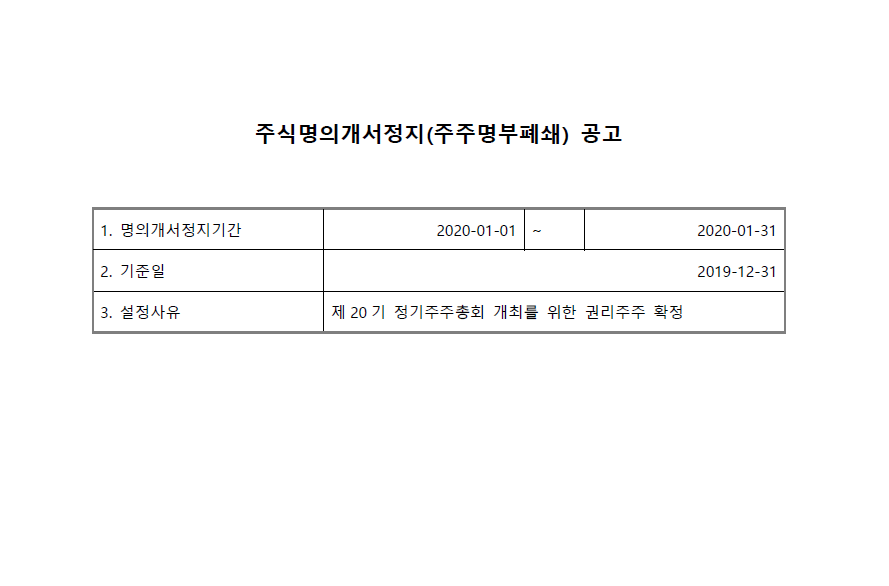 주식명의개서정지(주주명부폐쇄) 공고
1. 명의개서정지기간 2020-01-01 ~ 2020-01-31
2. 기준일 2019-12-31
3. 설정사유 제 20 기 정기주주총회 개최를 위한 권리주주 확정